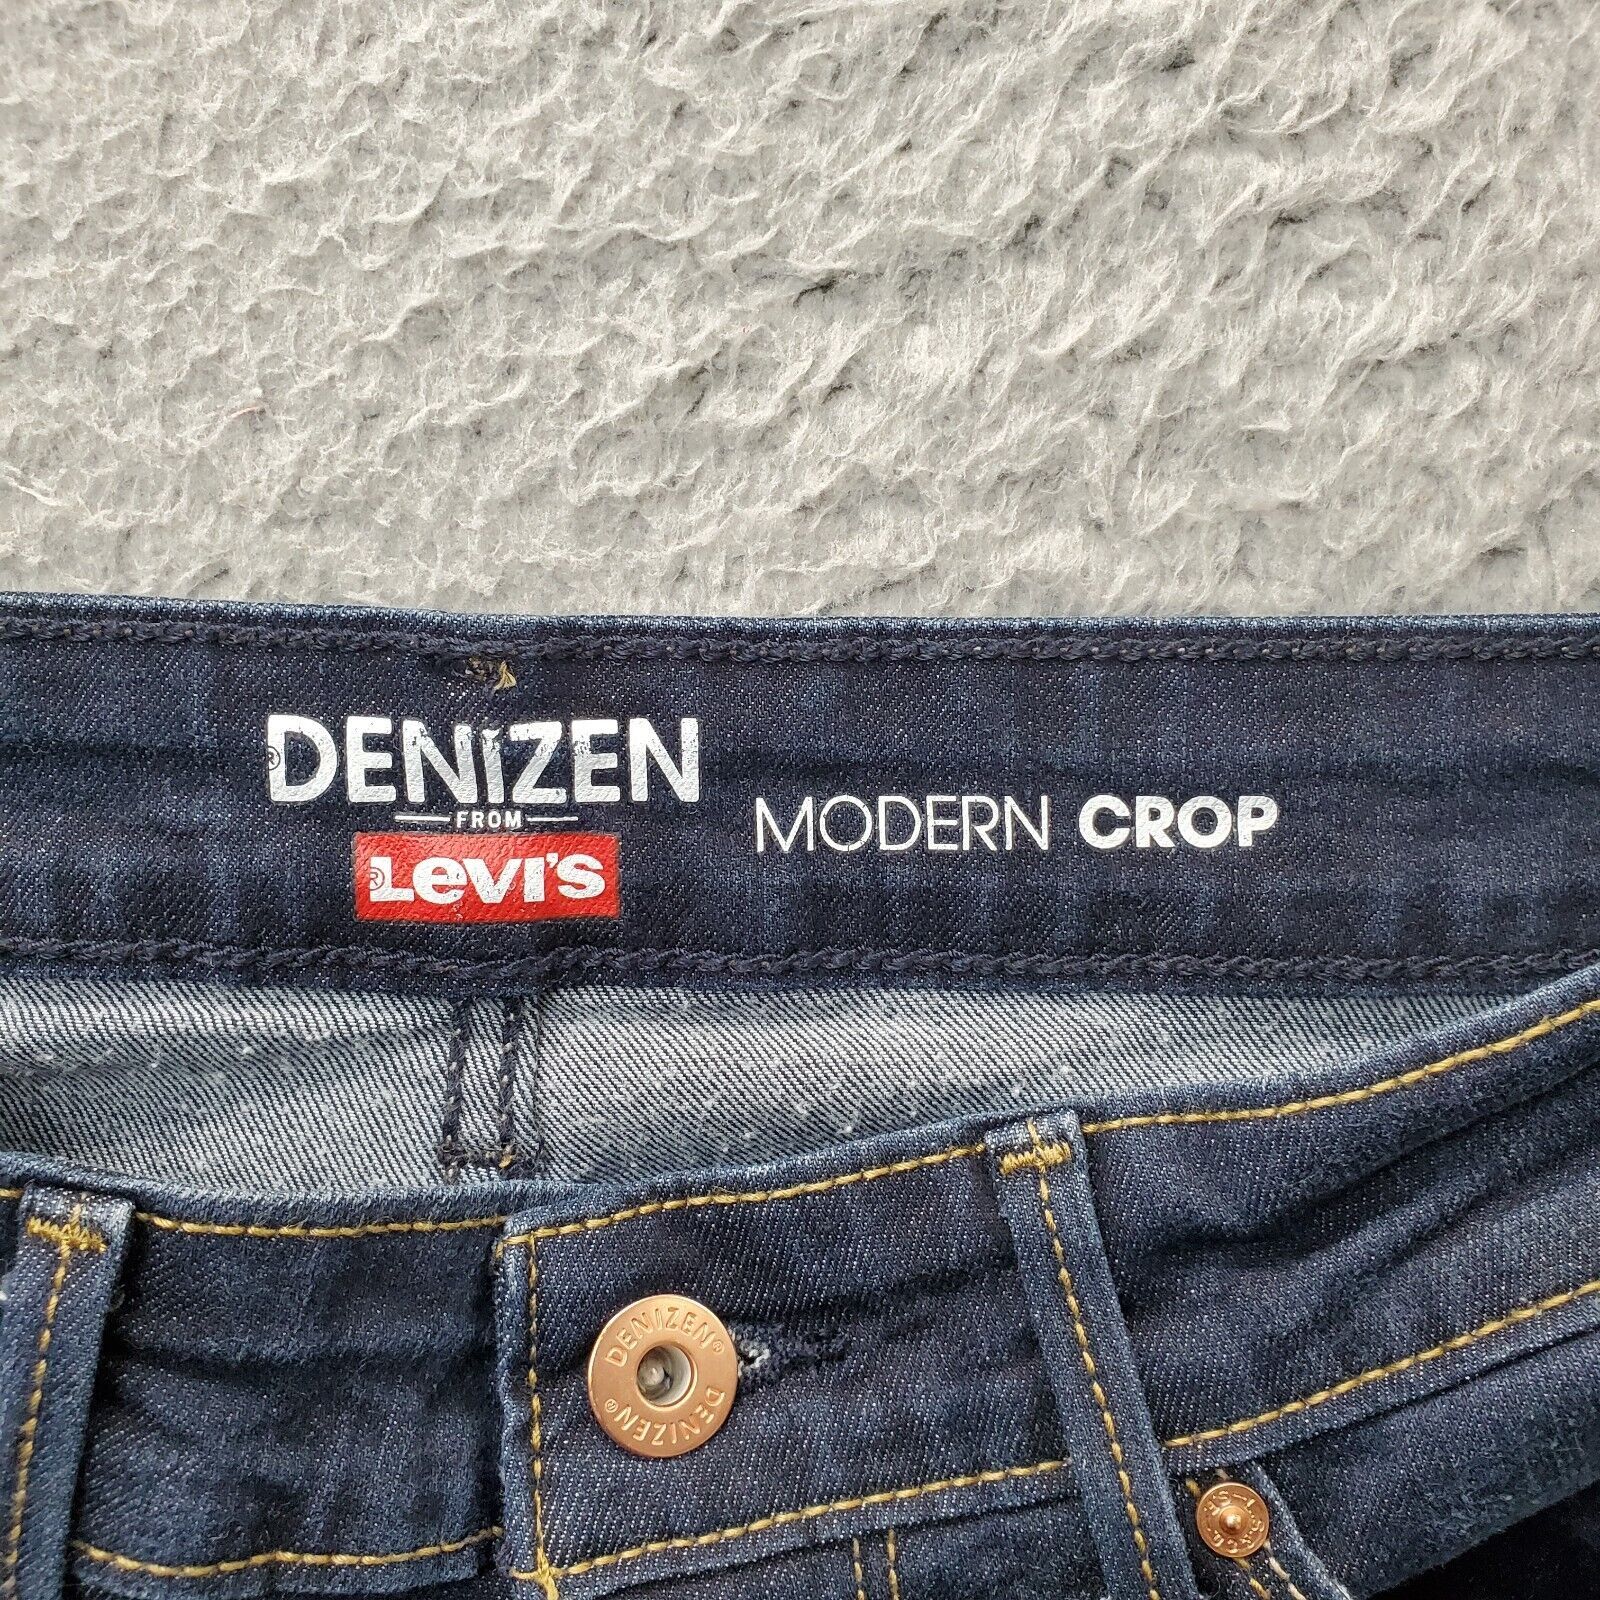 ®DENiZEN
FROM
®Levi's
MODERN CROP
DENIZEN®
DENIZEN®